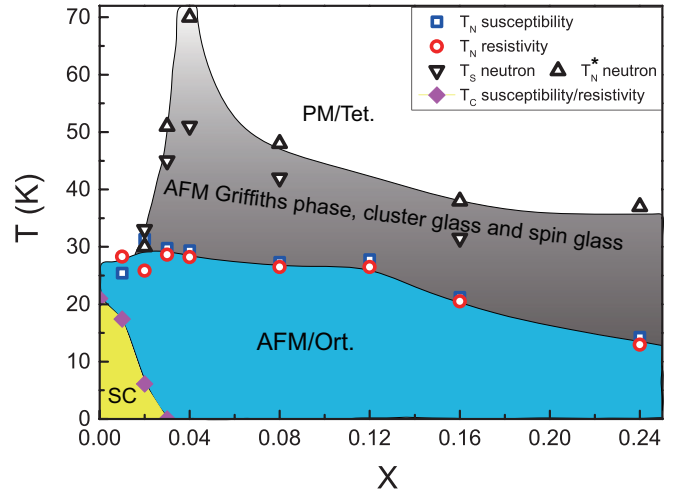 70
60
50
40
30
20
10
0
T (K)
T_N susceptibility
T_N resistivity
T_S neutron T_N* neutron
T_C susceptibility/resistivity
PM/Tet.
AFM Griffiths phase, cluster glass and spin glass
AFM/Ort.
SC
0.00 0.04 0.08 0.12 0.16 0.20 0.24
X